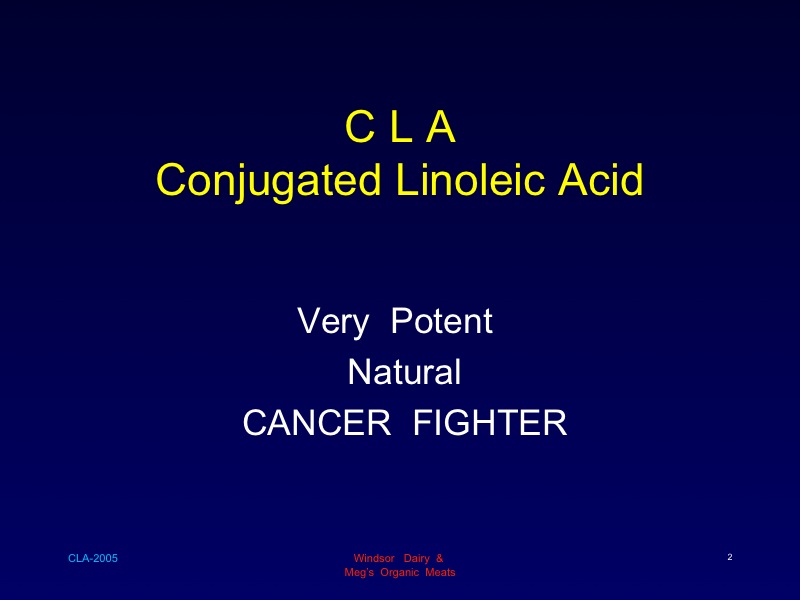 C L A
Conjugated Linoleic Acid
Very Potent
Natural
CANCER FIGHTER
CLA-2005
Windsor Dairy &
Meg's Organic Meats
2